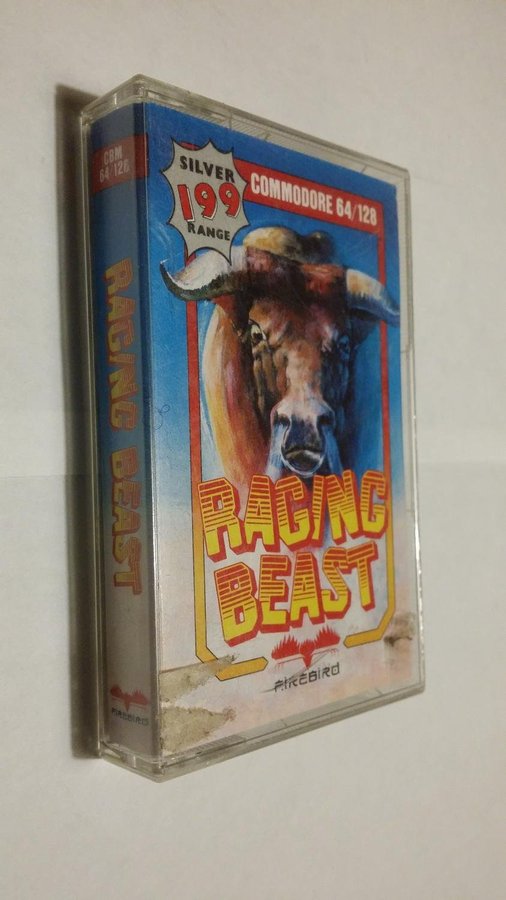 CBM
64/128
RAGING BEAST
FIREBIRD
SILVER
199
RANGE
COMMODORE 64/128
RAGING
BEAST
FIREBIRD